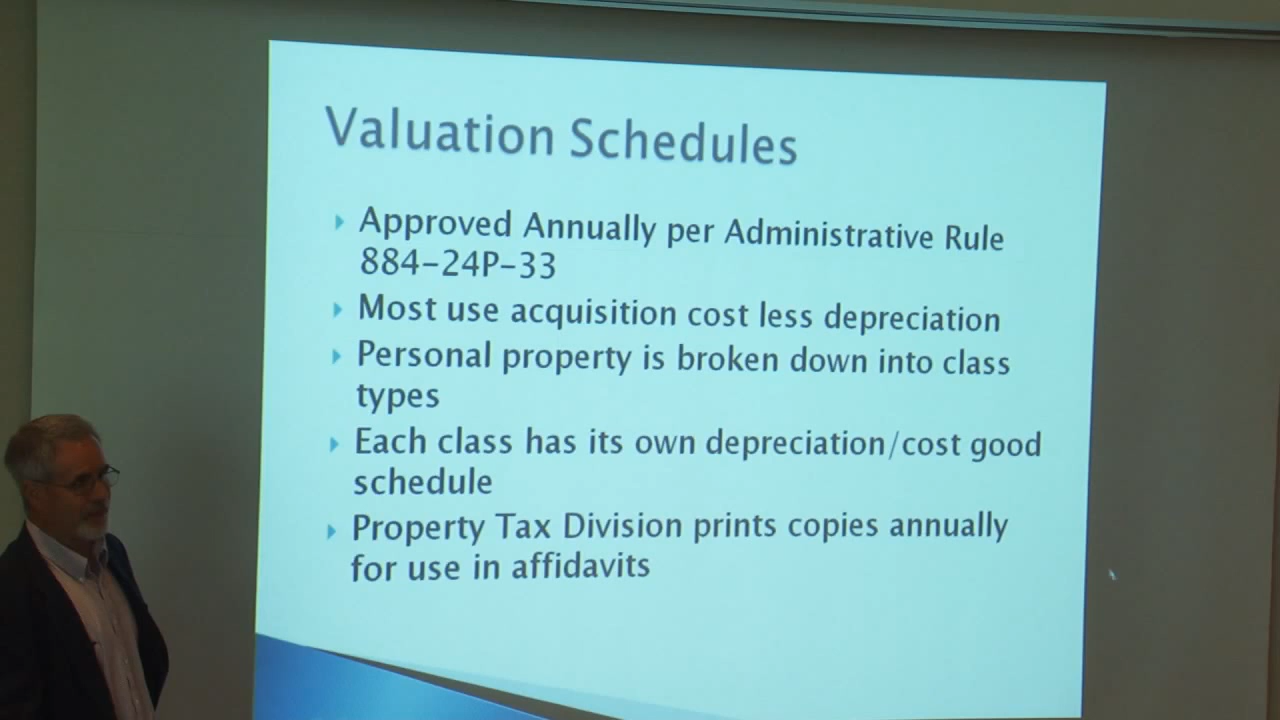 Valuation Schedules
Approved Annually per Administrative Rule
884-24P-33
Most use acquisition cost less depreciation
Personal property is broken down into class
types
Each class has its own depreciation/cost good
schedule
Property Tax Division prints copies annually
for use in affidavits